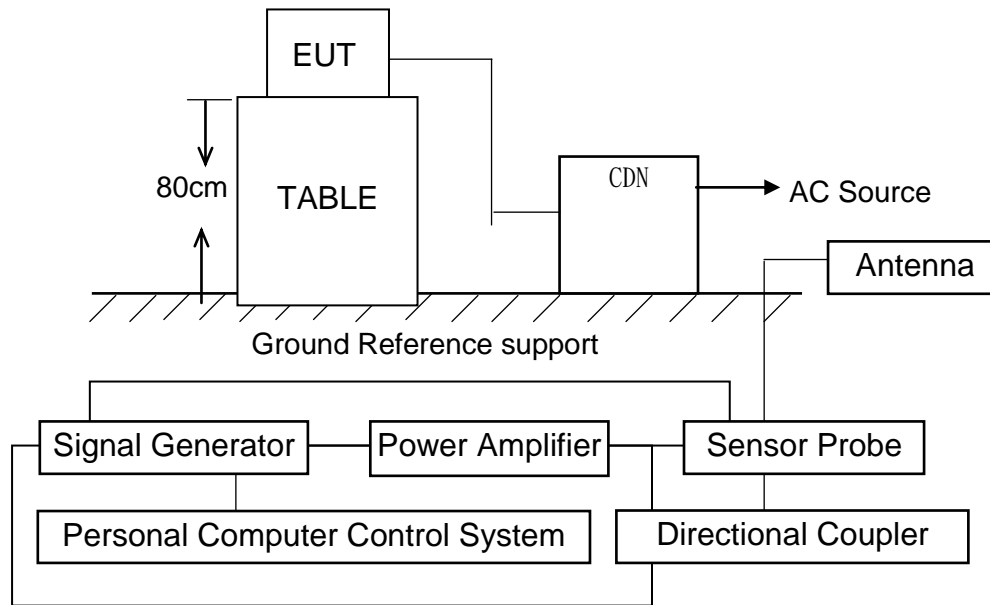 EUT
80cm
TABLE
CDN
AC Source
Antenna
Ground Reference support
Signal Generator
Power Amplifier
Sensor Probe
Personal Computer Control System
Directional Coupler